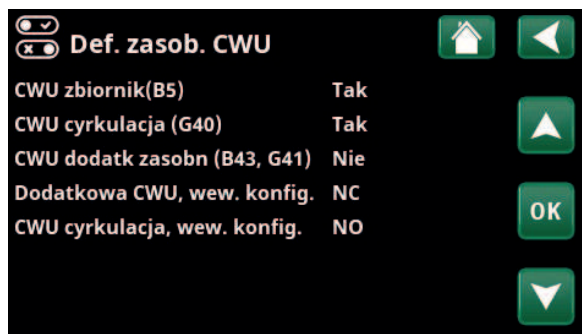 Def. zasob. CWU
CWU zbiornik(B5) Tak
CWU cyrkulacja (G40) Tak
CWU dodatk zasobn (B43, G41) Nie
Dodatkowa CWU, wew. konfig. NC
CWU cyrkulacja, wew. konfig. NO
OK